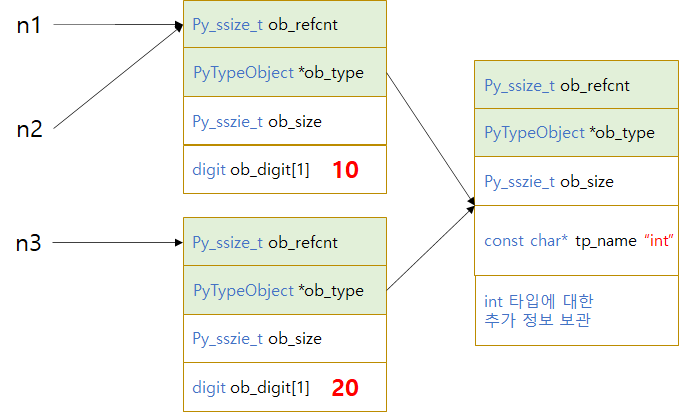 n1
n2
Py_ssize_t ob_refcnt
PyTypeObject *ob_type
Py_sszie_t ob_size
digit ob_digit[1] 10
n3
Py_ssize_t ob_refcnt
PyTypeObject *ob_type
Py_sszie_t ob_size
digit ob_digit[1] 20
Py_ssize_t ob_refcnt
PyTypeObject *ob_type
Py_sszie_t ob_size
const char* tp_name “int”
int 타입에 대한
추가 정보 보관